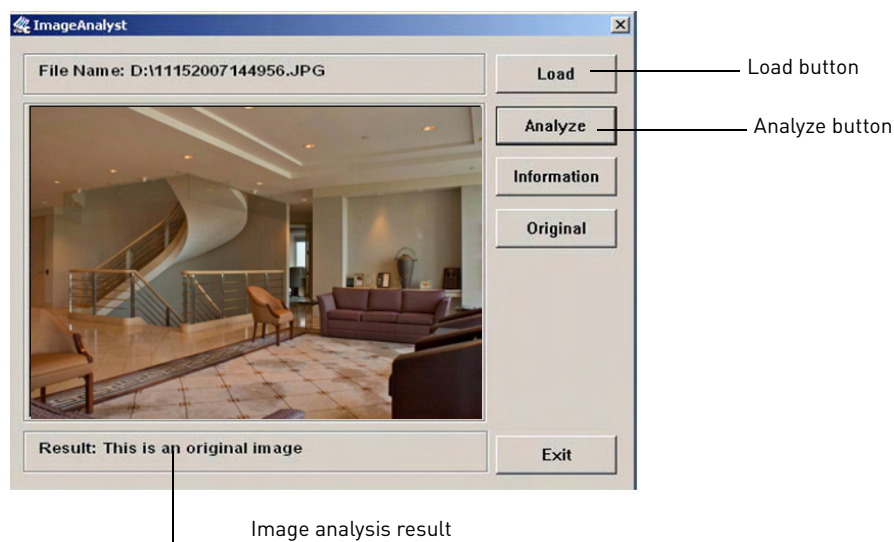 ImageAnalyst
File Name: D:\11152007144956.JPG
Load
Load button
Analyze
Analyze button
Information
Original
Result: This is an original image
Exit
Image analysis result